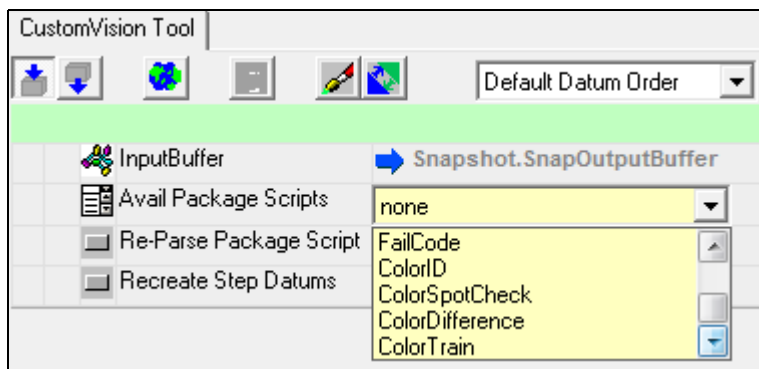 CustomVision Tool
Default Datum Order
InputBuffer Snapshot.SnapOutputBuffer
Avail Package Scripts none
Re-Parse Package Script FailCode
ColorID
Recreate Step Datums ColorSpotCheck
ColorDifference
ColorTrain